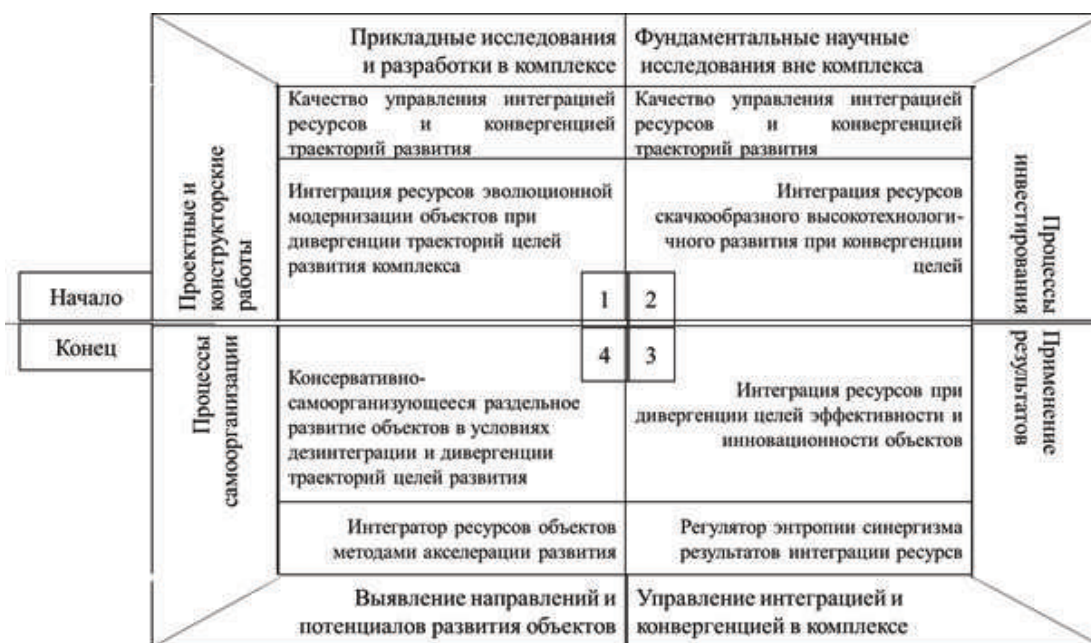 Прикладные исследования
и разработки в комплексе
Фундаментальные научные
исследования вне комплекса
Качество управления интеграцией
ресурсов и конвергенцией
траекторий развития
Качество управления интеграцией
ресурсов и конвергенцией
траекторий развития
Проектные и
конструкторские
работы
Интеграция ресурсов эволюционной
модернизации объектов при
дивергенции траекторий целей
развития комплекса
Интеграция ресурсов
скачкообразного высокотехнологи-
чного развития при конвергенции
целей
Процессы
инвестирования
Начало
1
2
Конец
4
3
Процессы
самоорганизации
Консервативно-
самоорганизующееся раздельное
развитие объектов в условиях
дезинтеграции и дивергенции
траекторий целей развития
Интеграция ресурсов при
дивергенции целей эффективности и
инновационности объектов
Применение
результатов
Интегратор ресурсов объектов
методами акселерации развития
Регулятор энтропии синергизма
результатов интеграции ресурсв
Выявление направлений и
потенциалов развития объектов
Управление интеграцией и
конвергенцией в комплексе